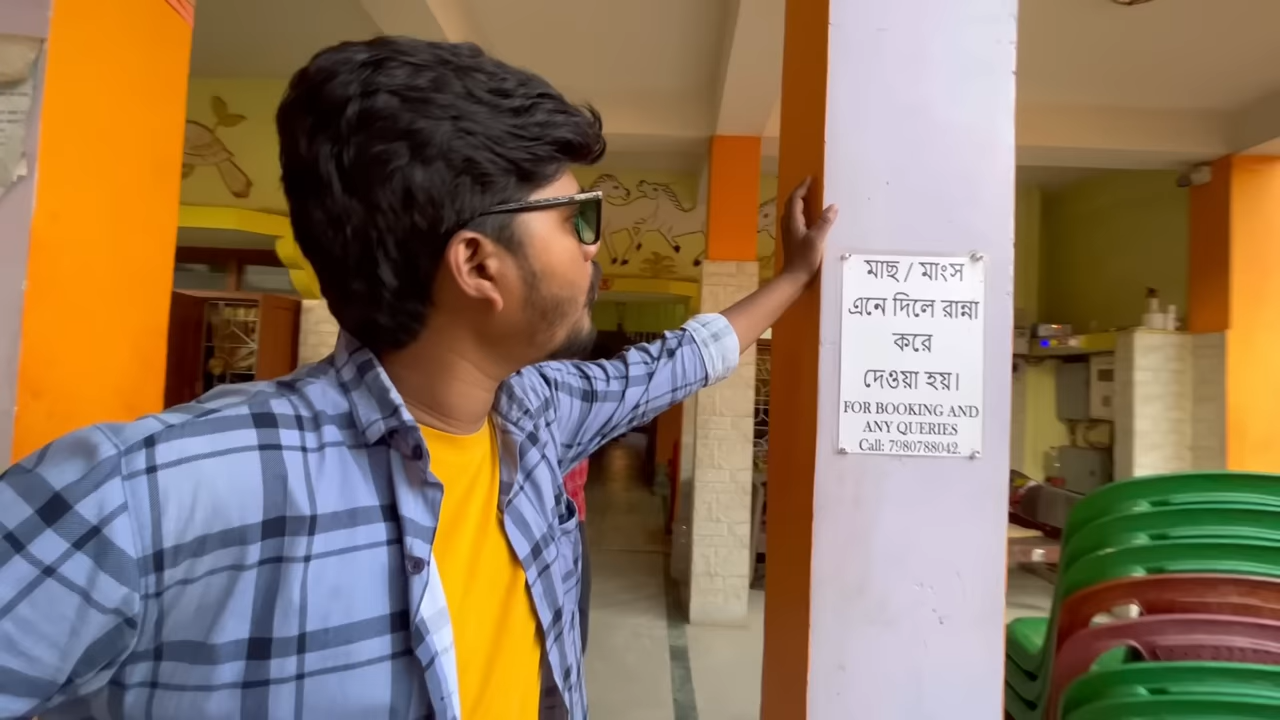 মাছ / মাংস
এনে দিলে রান্না
করে
দেওয়া হয়।
FOR BOOKING AND
ANY QUERIES
Call: 7980788042.